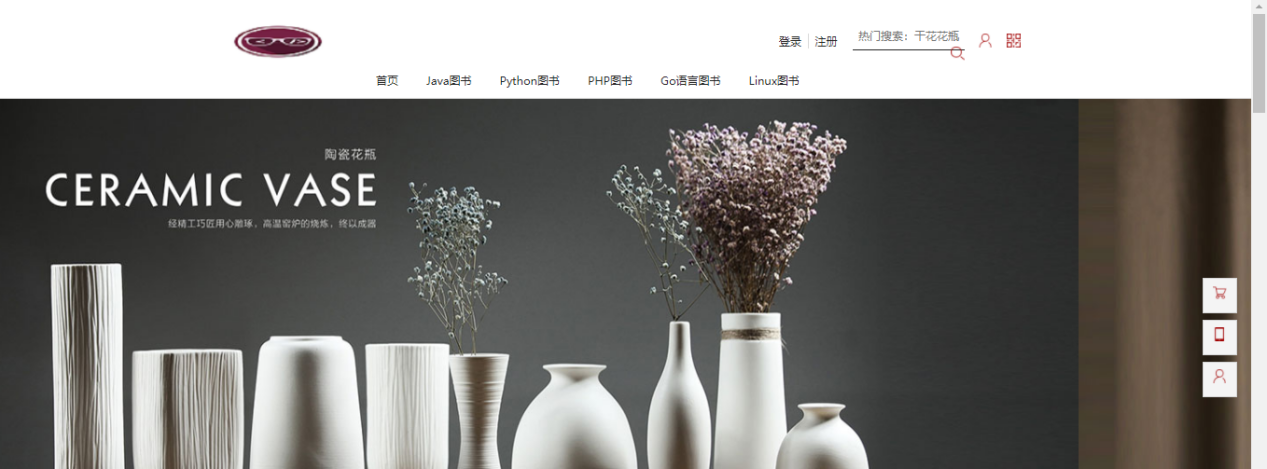 登录 注册
热门搜索：干花花瓶
首页 Java图书 Python图书 PHP图书 Go语言图书 Linux图书
陶瓷花瓶
CERAMIC VASE
经精工巧匠用心雕琢，高温窑炉的烧炼，终以成器